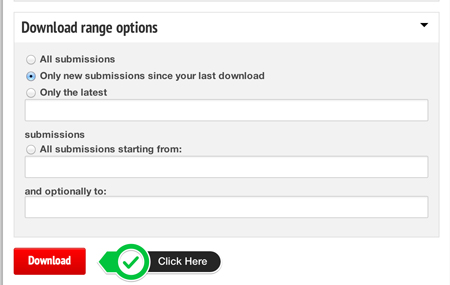 Download range options
All submissions
Only new submissions since your last download
Only the latest
submissions
All submissions starting from:
and optionally to:
Download
Click Here